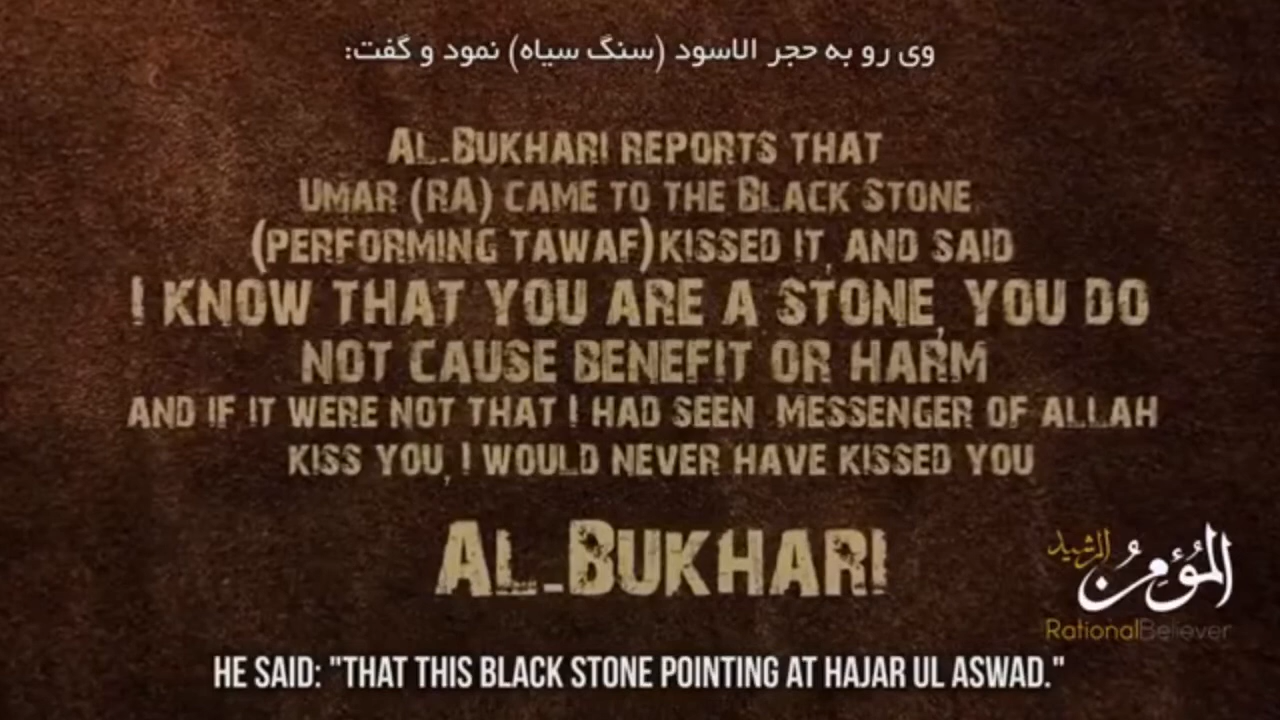 وی رو به حجر الاسود (سنگ سیاه) نمود و گفت:
AL-BUKHARI REPORTS THAT
UMAR (RA) CAME TO THE BLACK STONE
(PERFORMING TAWAF)KISSED IT, AND SAID
I KNOW THAT YOU ARE A STONE, YOU DO
NOT CAUSE BENEFIT OR HARM
AND IF IT WERE NOT THAT I HAD SEEN MESSENGER OF ALLAH
KISS YOU, I WOULD NEVER HAVE KISSED YOU
AL-BUKHARI
المُؤمِنُ الرشيد
RationalBeliever
HE SAID: "THAT THIS BLACK STONE POINTING AT HAJAR UL ASWAD."